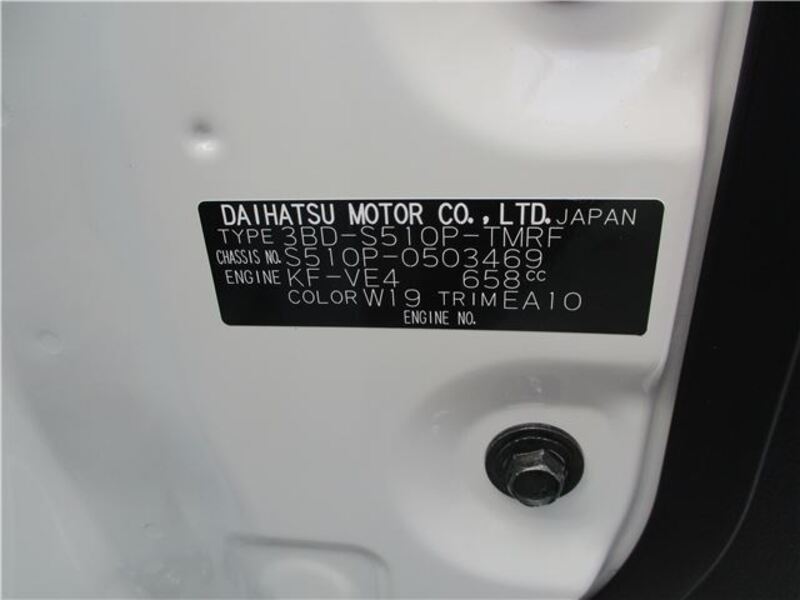 DAIHATSU MOTOR CO.,LTD. JAPAN
TYPE 3BD-S510P-TMRF
CHASSIS NO. S510P-0503469
ENGINE KF-VE4 658cc
COLOR W19 TRIM EA10
ENGINE NO.